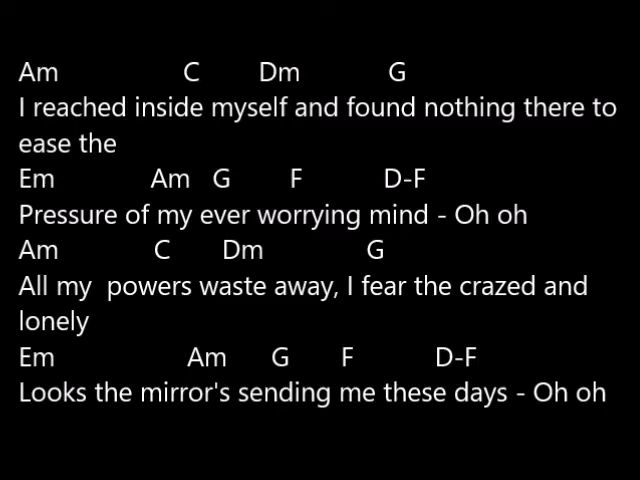 Am C Dm G
I reached inside myself and found nothing there to
ease the
Em Am G F D-F
Pressure of my ever worrying mind - Oh oh
Am C Dm G
All my powers waste away, I fear the crazed and
lonely
Em Am G F D-F
Looks the mirror's sending me these days - Oh oh